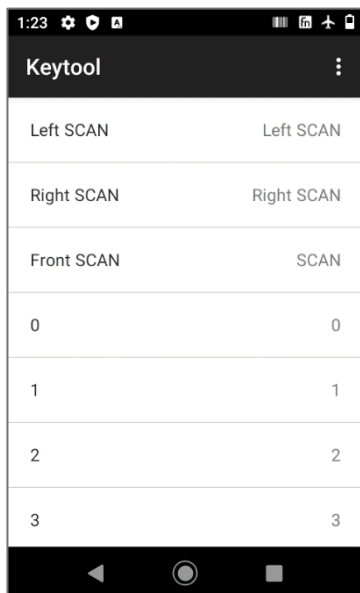 1:23
Keytool
Left SCAN Left SCAN
Right SCAN Right SCAN
Front SCAN SCAN
0 0
1 1
2 2
3 3